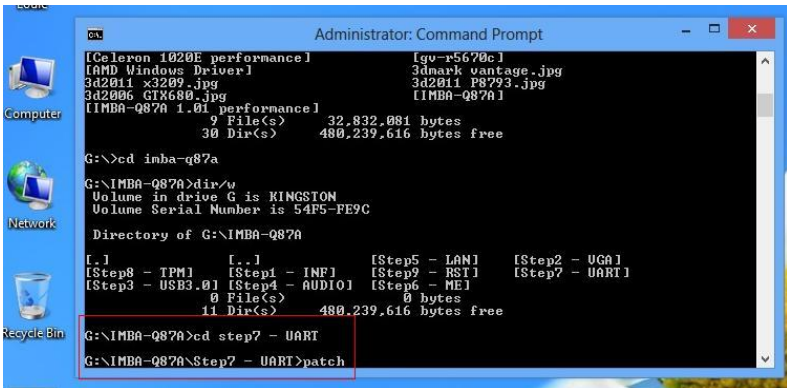 Logic
Administrator: Command Prompt
C:\.
[Celeron 1020E performance] [gv-r5670c]
[AMD Windows Driver] 3dmark vantage.jpg
3d2011 x3209.jpg 3d2011 P8793.jpg
3d2006 GTX680.jpg [IMBA-Q87A]
[IMBA-Q87A 1.01 performance]
9 File(s) 32,832,081 bytes
30 Dir(s) 480,239,616 bytes free
G:\>cd imba-q87a
G:\IMBA-Q87A>dir/w
Volume in drive G is KINGSTON
Volume Serial Number is 54F5-FE9C
Directory of G:\IMBA-Q87A
[.] [..] [Step5 - LAN] [Step2 - VGA]
[Step8 - TPM] [Step1 - INF] [Step9 - RST] [Step7 - UART]
[Step3 - USB3.0] [Step4 - AUDIO] [Step6 - ME]
0 File(s) 0 bytes
11 Dir(s) 480,239,616 bytes free
G:\IMBA-Q87A>cd step7 - UART
G:\IMBA-Q87A\Step7 - UART>patch
Computer
Network
Recycle Bin